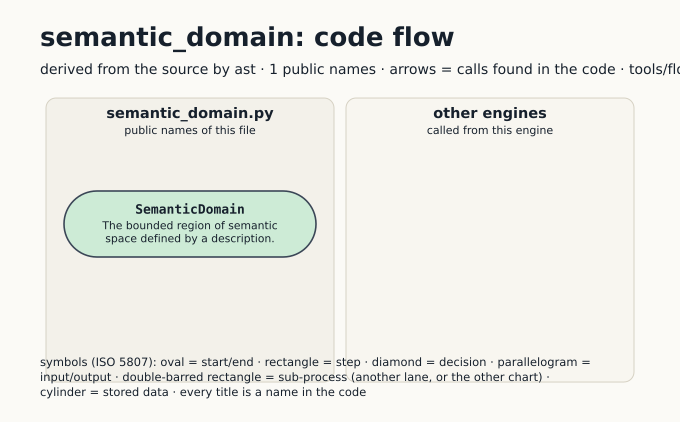 semantic_domain: code flow
derived from the source by ast · 1 public names · arrows = calls found in the code ·
semantic_domain.py
public names of this file
SemanticDomain
The bounded region of semantic
space defined by a description.
other engines
called from this engine
symbols (ISO 5807): oval = start/end · rectangle = step · diamond = decision · parallelogram =
input/output · double-barred rectangle = sub-process (another lane, or the other chart) ·
cylinder = stored data · every title is a name in the code